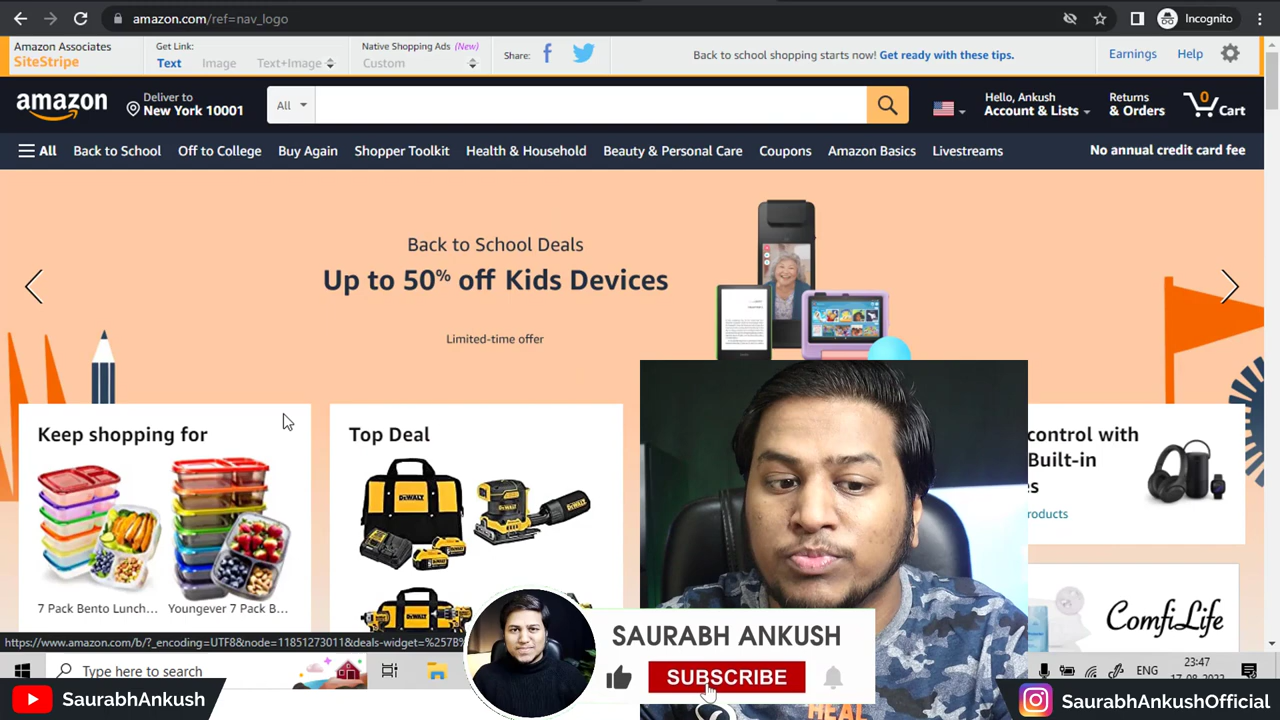 amazon.com/ref=nav_logo
Incognito
Amazon Associates
SiteStripe
Get Link:
Text
Image
Text+Image
Native Shopping Ads (New)
Custom
Share:
Back to school shopping starts now! Get ready with these tips.
Earnings
Help
amazon
Deliver to
New York 10001
All
Hello, Ankush
Account & Lists
Returns
& Orders
0
Cart
All
Back to School
Off to College
Buy Again
Shopper Toolkit
Health & Household
Beauty & Personal Care
Coupons
Amazon Basics
Livestreams
No annual credit card fee
Back to School Deals
Up to 50% off Kids Devices
Limited-time offer
Keep shopping for
7 Pack Bento Lunch...
Youngever 7 Pack B...
Top Deal
DEWALT
control with
Built-in
ComfiLife
https://www.amazon.com/b/?_encoding=UTF8&node=11851273011&deals-widget=%257B
SAURABH ANKUSH
SUBSCRIBE
HEAL
Type here to search
ENG
23:47
17-08-2022
SaurabhAnkush
SaurabhAnkushOfficial